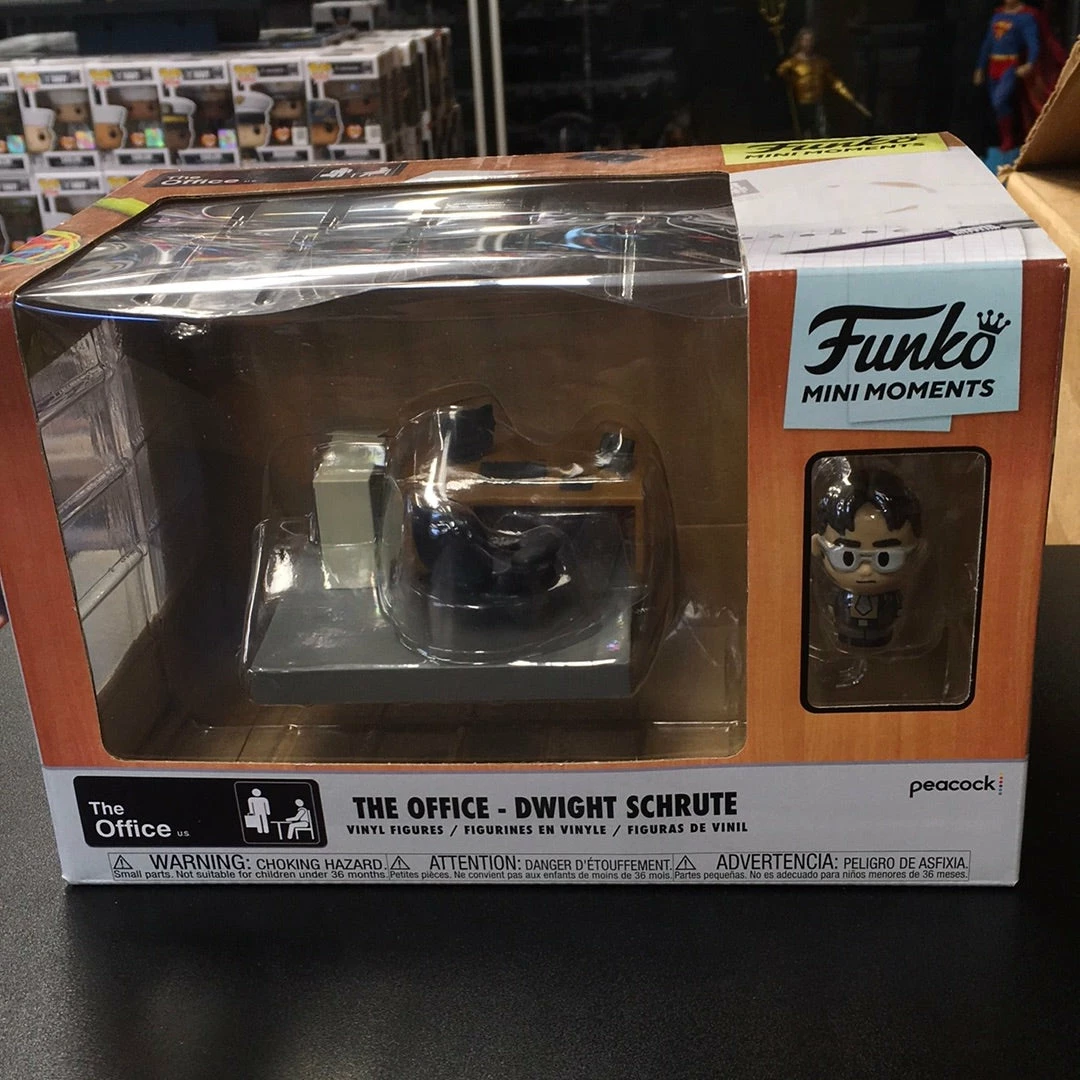 The
Office U.S.
Funko
MINI MOMENTS
Funko
MINI MOMENTS
The
Office U.S.
THE OFFICE - DWIGHT SCHRUTE
VINYL FIGURES / FIGURINES EN VINYLE / FIGURAS DE VINIL
peacock
WARNING: CHOKING HAZARD.
Small parts. Not suitable for children under 36 months.
ATTENTION: DANGER D'ÉTOUFFEMENT.
Petites pièces. Ne convient pas aux enfants de moins de 36 mois.
ADVERTENCIA: PELIGRO DE ASFIXIA.
Partes pequeñas. No es adecuado para niños menores de 36 meses.